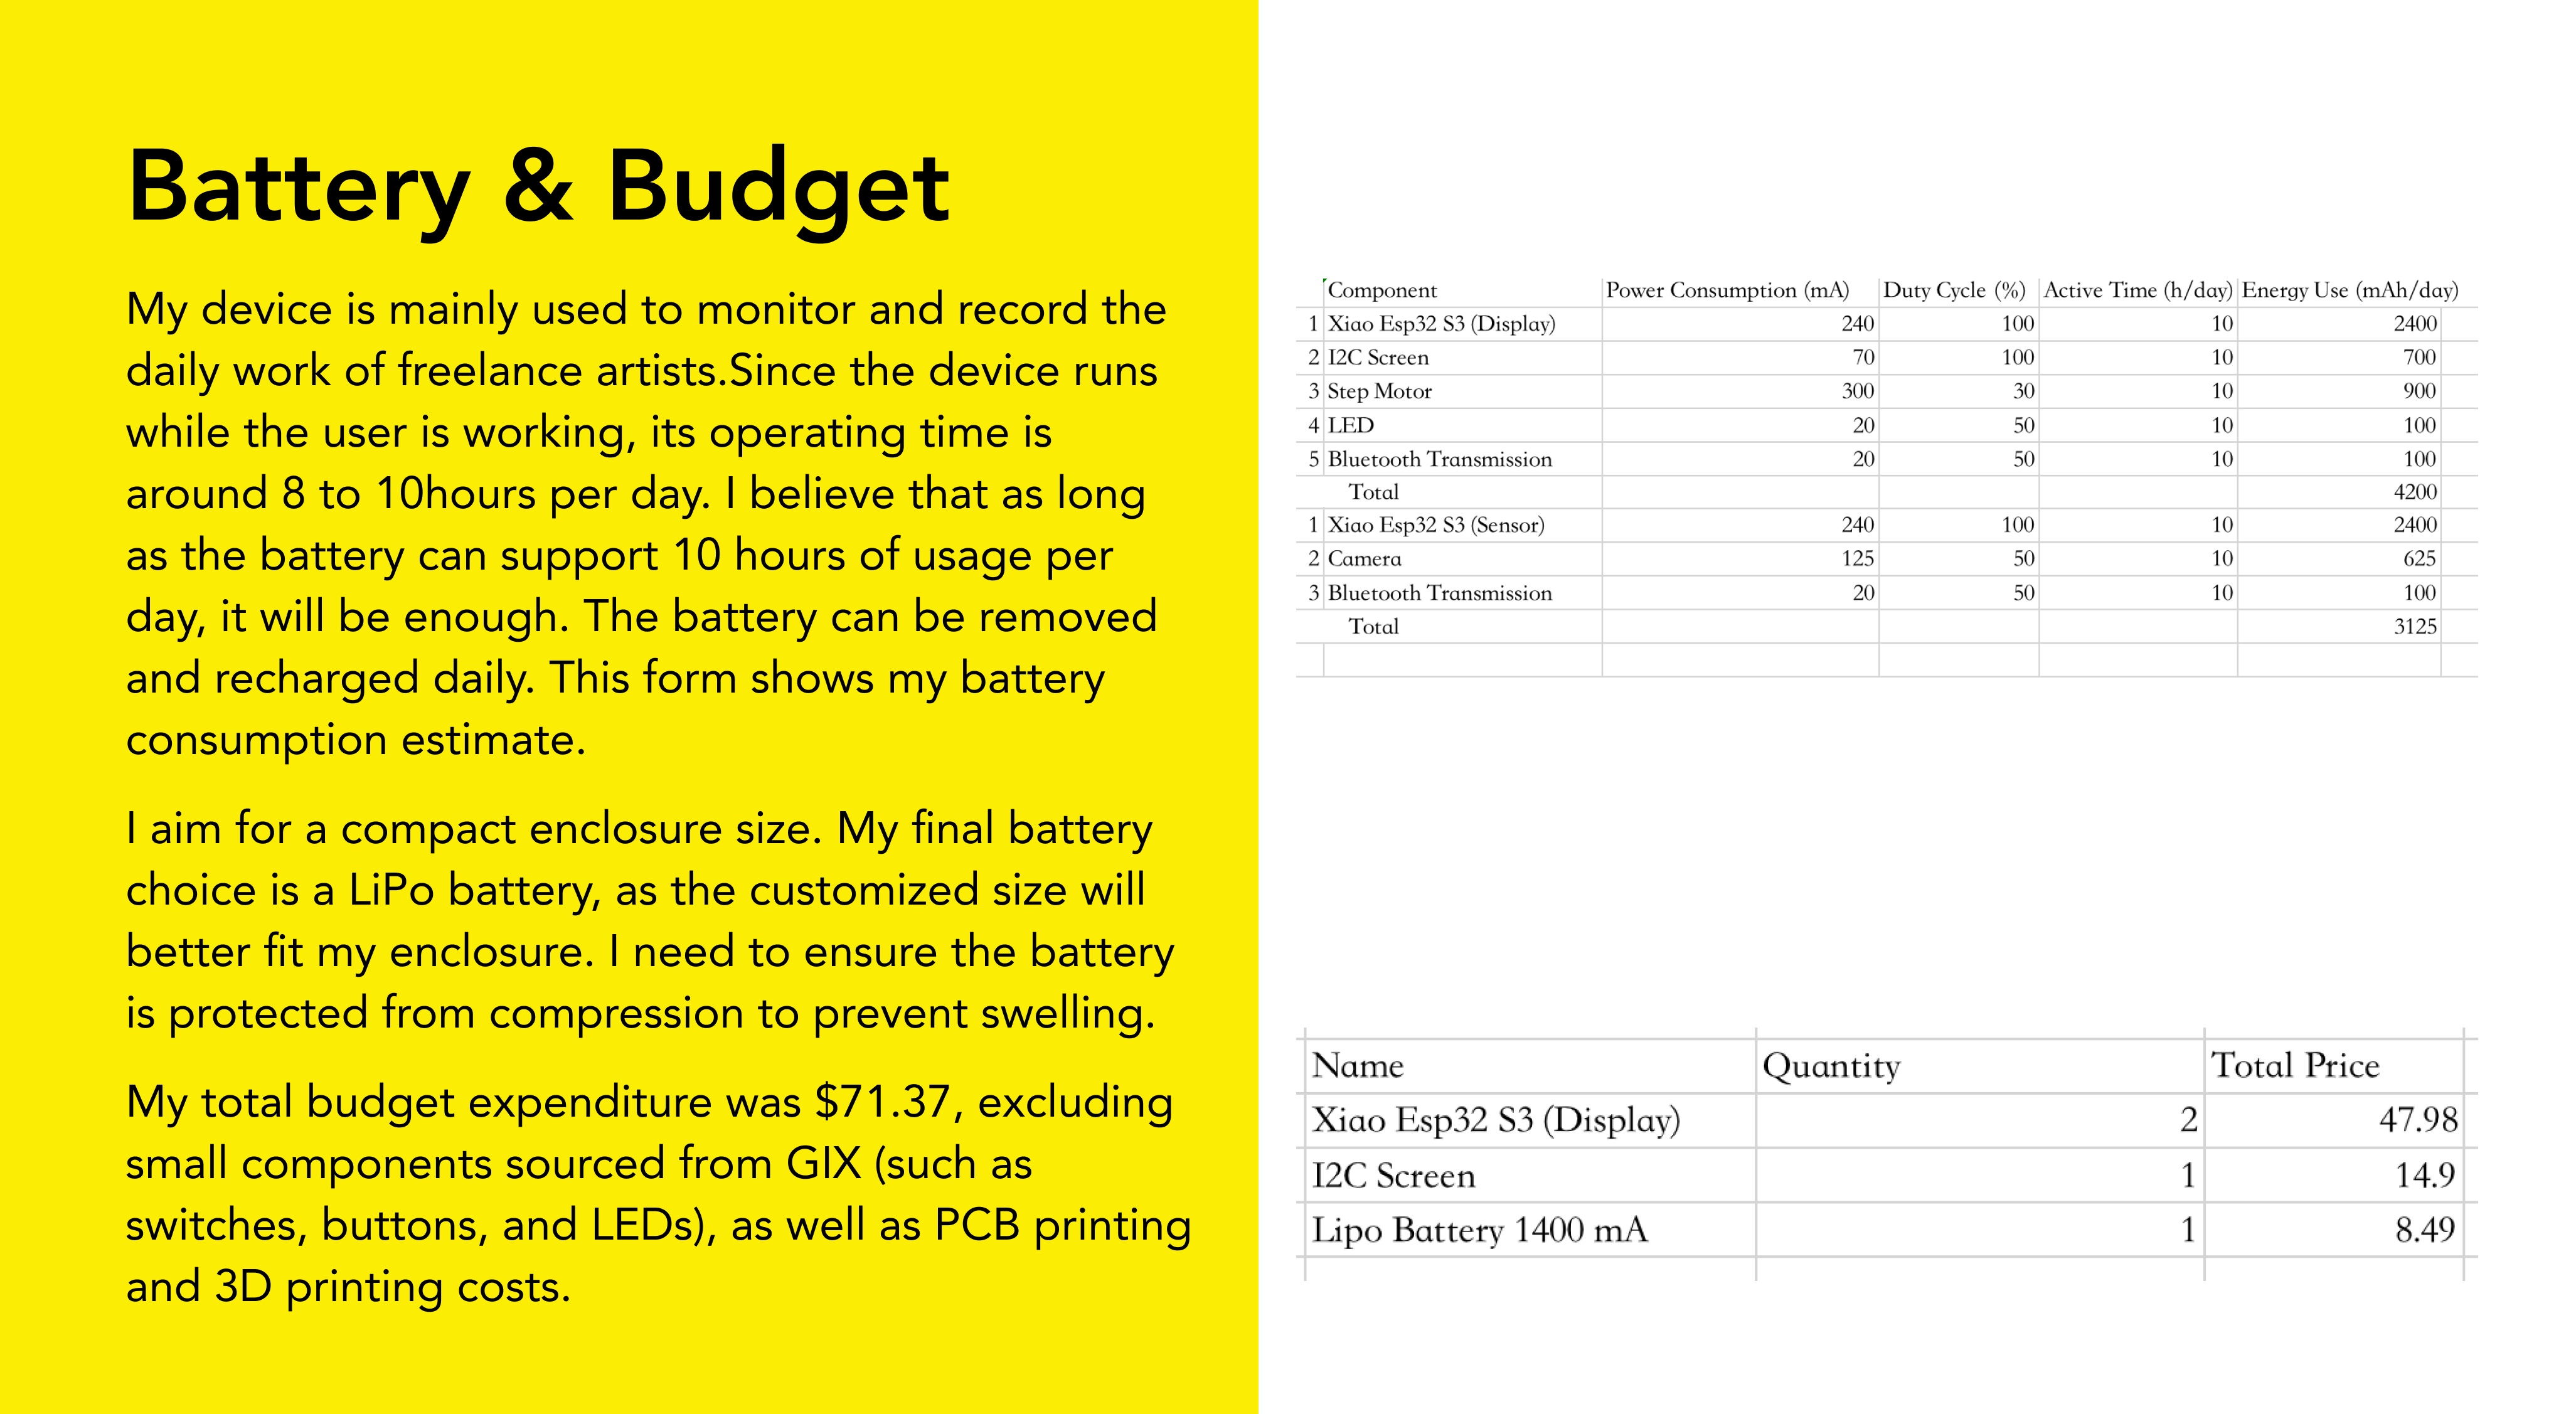 Battery & Budget
My device is mainly used to monitor and record the
daily work of freelance artists.Since the device runs
while the user is working, its operating time is
around 8 to 10hours per day. I believe that as long
as the battery can support 10 hours of usage per
day, it will be enough. The battery can be removed
and recharged daily. This form shows my battery
consumption estimate.
I aim for a compact enclosure size. My final battery
choice is a LiPo battery, as the customized size will
better fit my enclosure. I need to ensure the battery
is protected from compression to prevent swelling.
My total budget expenditure was $71.37, excluding
small components sourced from GIX (such as
switches, buttons, and LEDs), as well as PCB printing
and 3D printing costs.
Component Power Consumption (mA) Duty Cycle (%) Active Time (h/day) Energy Use (mAh/day)
1 Xiao Esp32 S3 (Display) 240 100 10 2400
2 I2C Screen 70 100 10 700
3 Step Motor 300 30 10 900
4 LED 20 50 10 100
5 Bluetooth Transmission 20 50 10 100
Total 4200
1 Xiao Esp32 S3 (Sensor) 240 100 10 2400
2 Camera 125 50 10 625
3 Bluetooth Transmission 20 50 10 100
Total 3125
Name Quantity Total Price
Xiao Esp32 S3 (Display) 2 47.98
I2C Screen 1 14.9
Lipo Battery 1400 mA 1 8.49